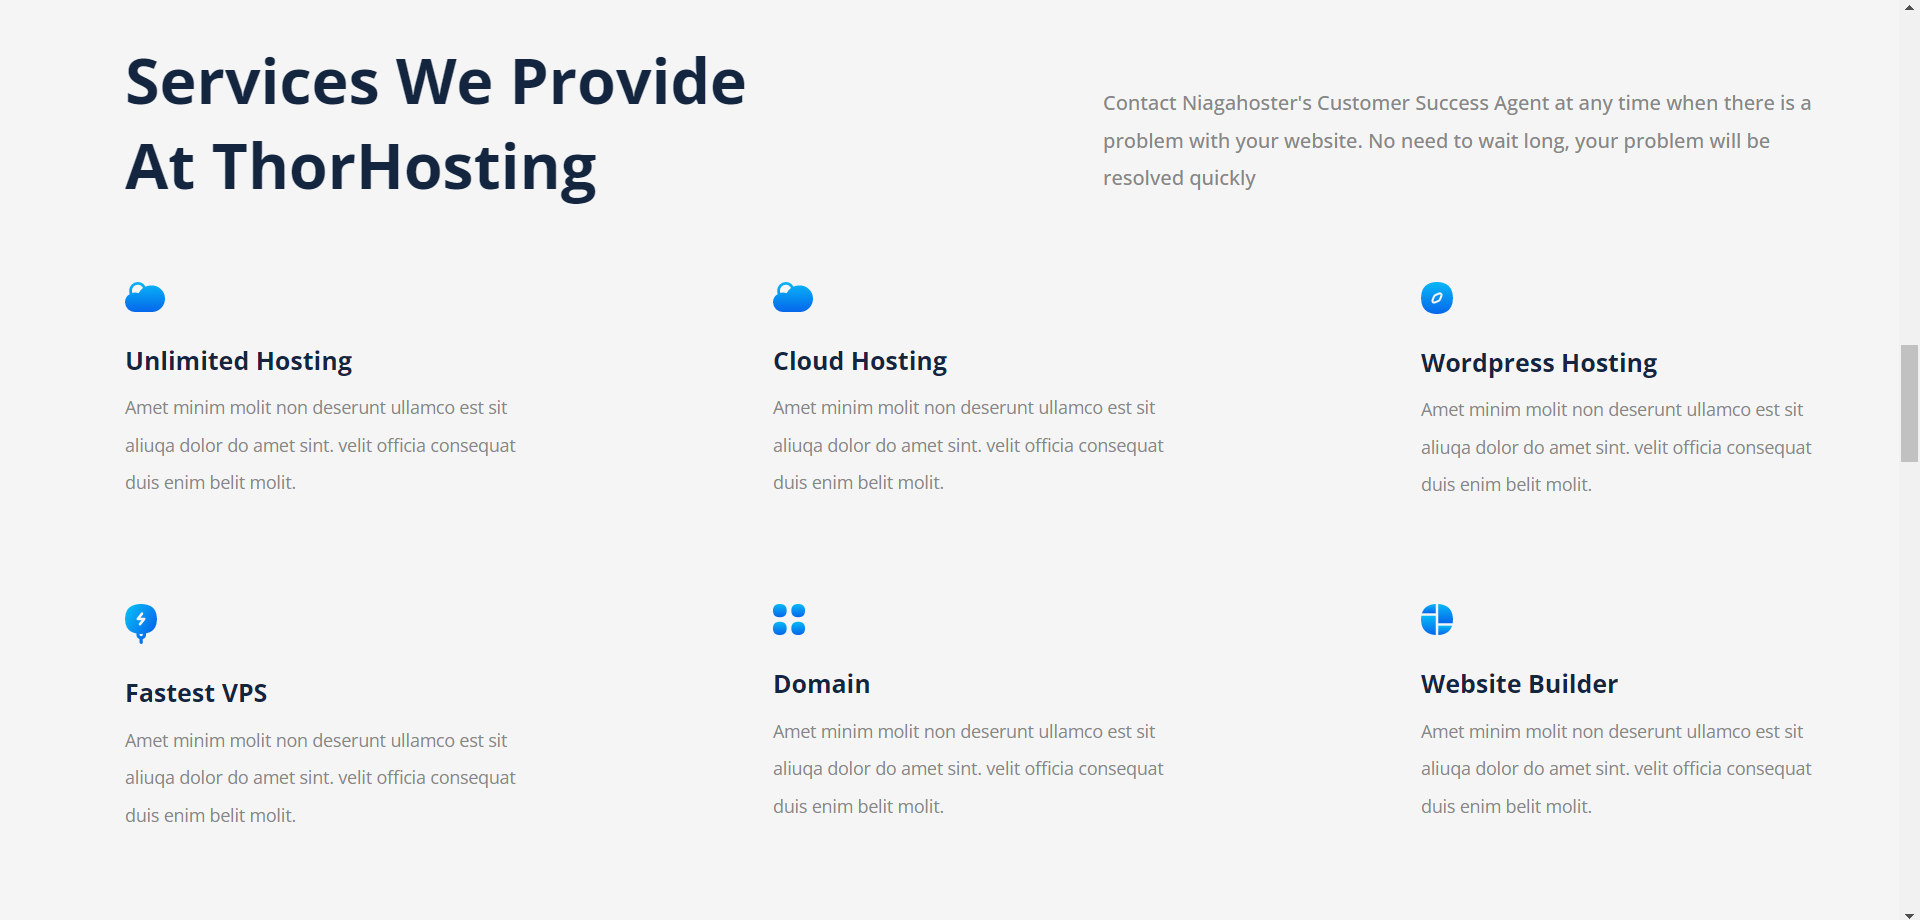 Services We Provide
At ThorHosting
Contact Niagahoster's Customer Success Agent at any time when there is a
problem with your website. No need to wait long, your problem will be
resolved quickly
Unlimited Hosting
Amet minim molit non deserunt ullamco est sit
aliuqa dolor do amet sint. velit officia consequat
duis enim belit molit.
Cloud Hosting
Amet minim molit non deserunt ullamco est sit
aliuqa dolor do amet sint. velit officia consequat
duis enim belit molit.
Wordpress Hosting
Amet minim molit non deserunt ullamco est sit
aliuqa dolor do amet sint. velit officia consequat
duis enim belit molit.
Fastest VPS
Amet minim molit non deserunt ullamco est sit
aliuqa dolor do amet sint. velit officia consequat
duis enim belit molit.
Domain
Amet minim molit non deserunt ullamco est sit
aliuqa dolor do amet sint. velit officia consequat
duis enim belit molit.
Website Builder
Amet minim molit non deserunt ullamco est sit
aliuqa dolor do amet sint. velit officia consequat
duis enim belit molit.